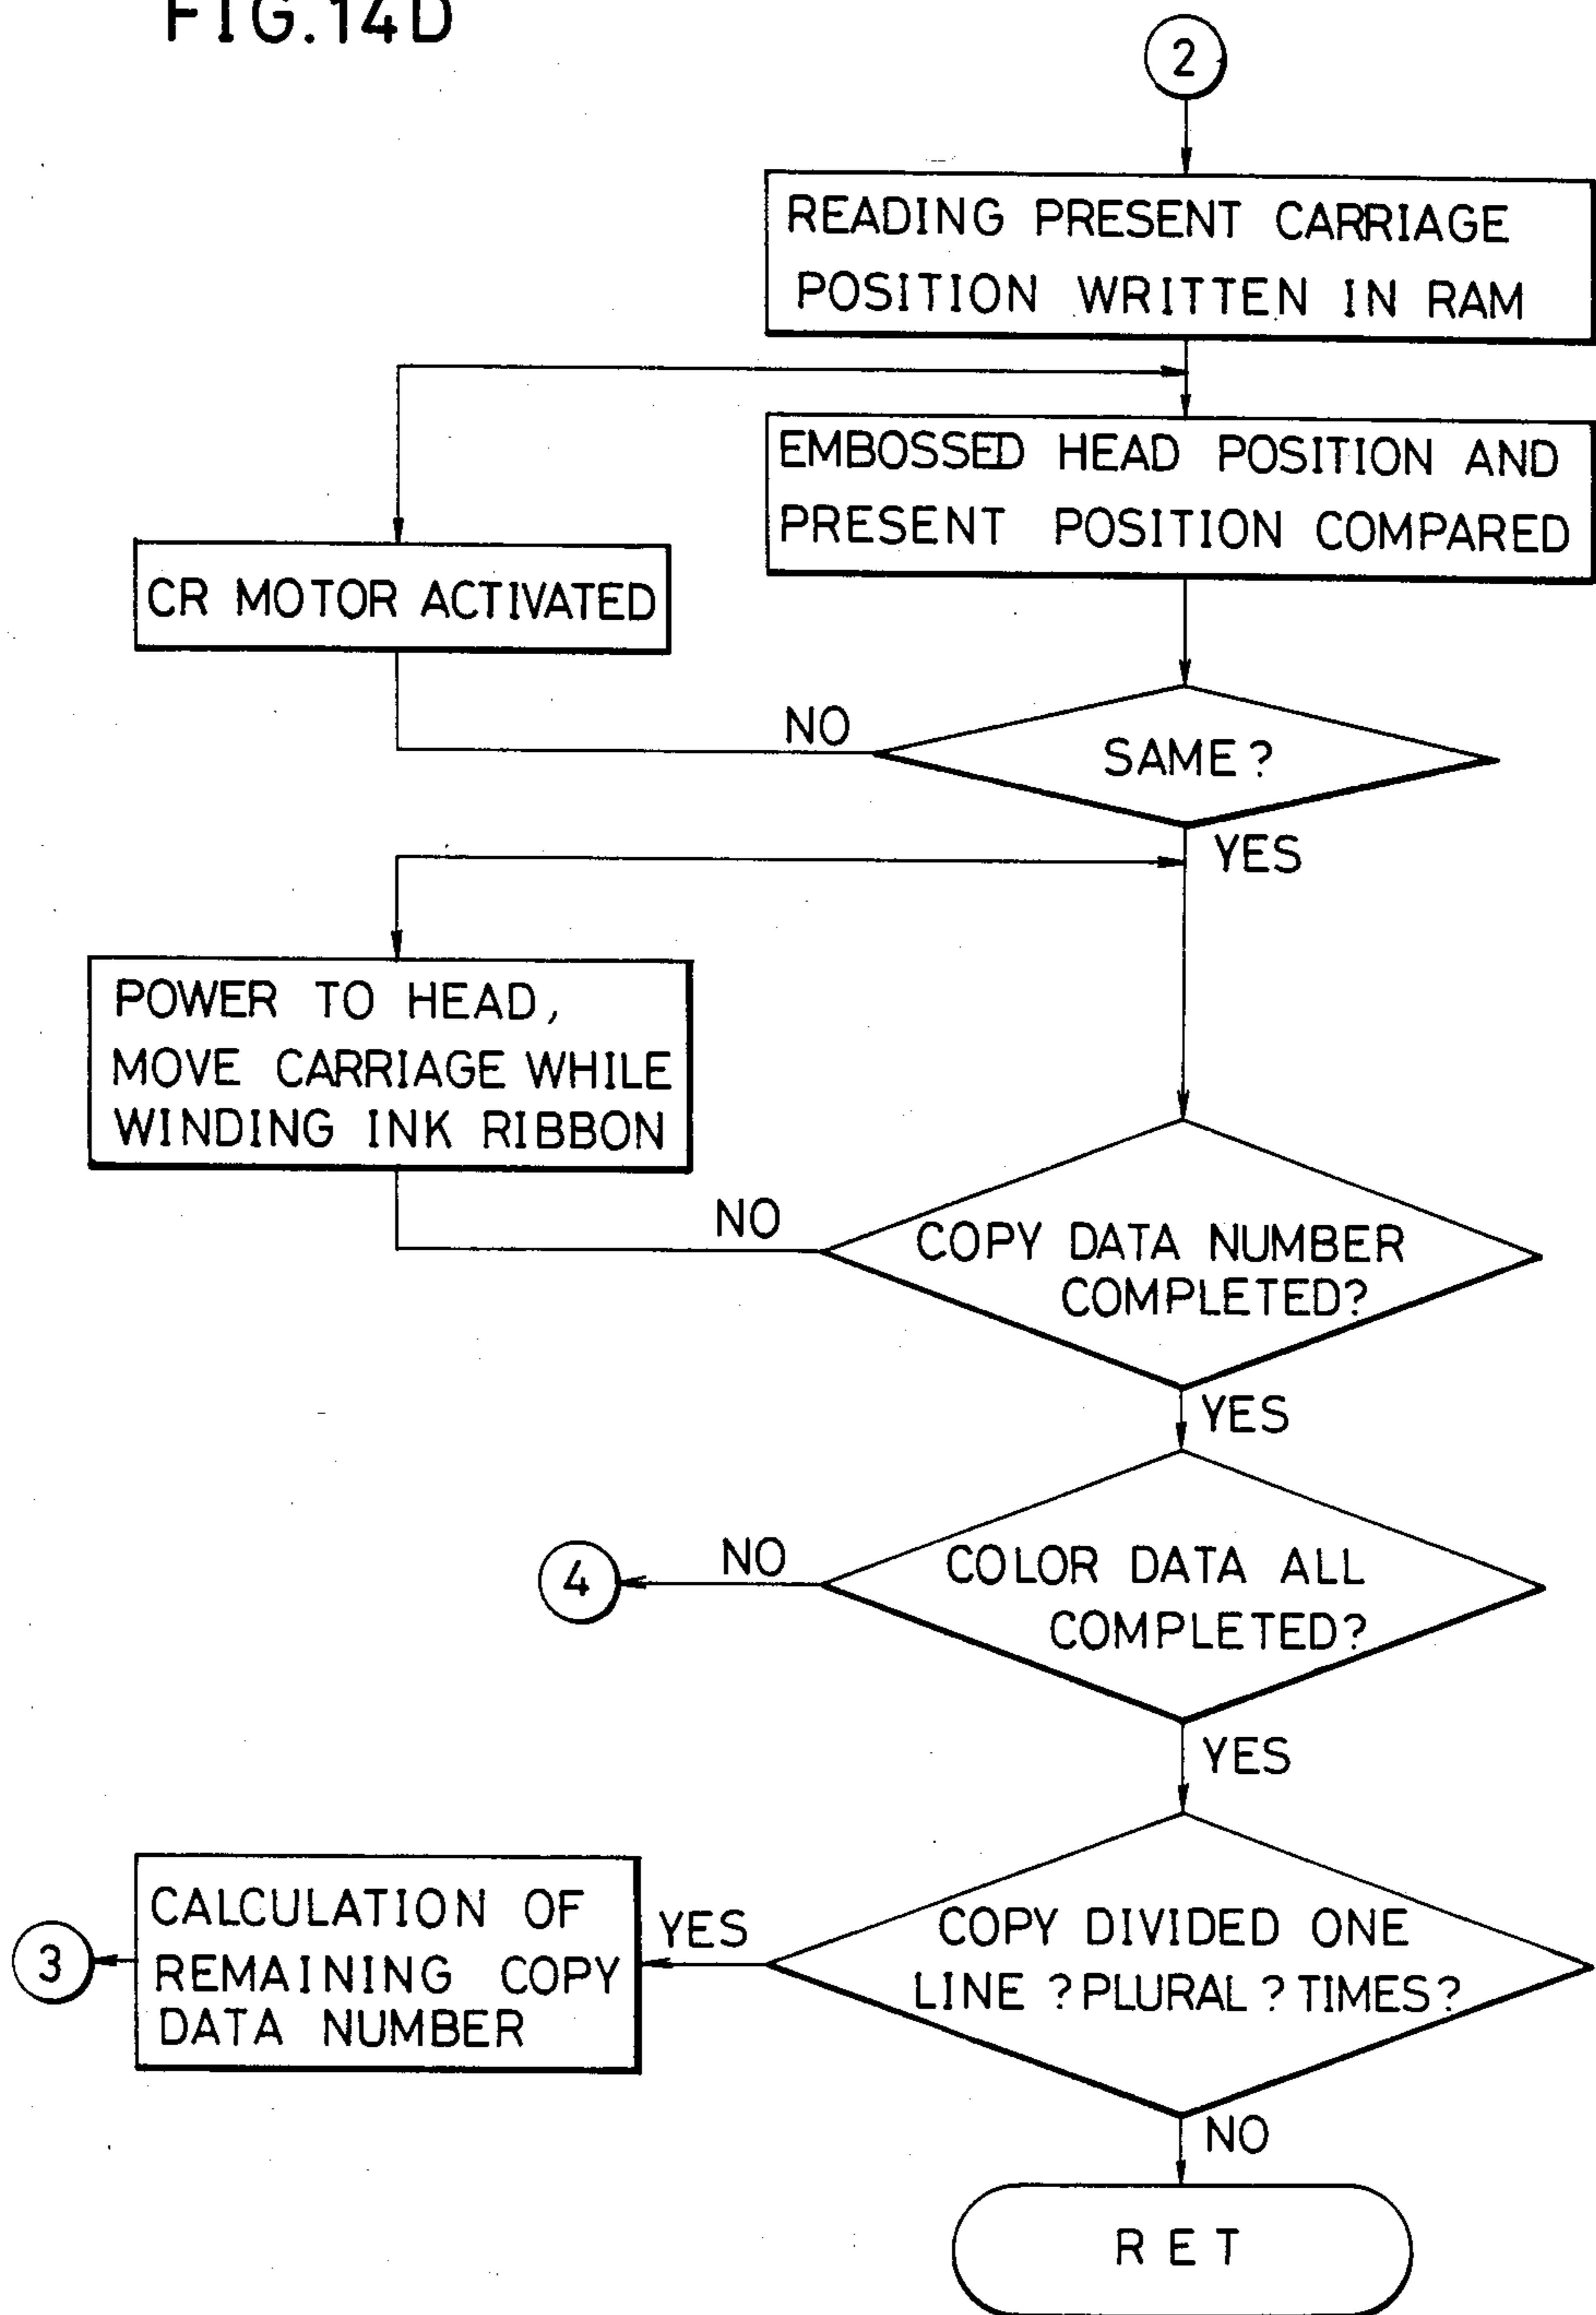 FIG.14D
2
READING PRESENT CARRIAGE
POSITION WRITTEN IN RAM
EMBOSSED HEAD POSITION AND
PRESENT POSITION COMPARED
CR MOTOR ACTIVATED
NO
SAME?
YES
POWER TO HEAD,
MOVE CARRIAGE WHILE
WINDING INK RIBBON
NO
COPY DATA NUMBER
COMPLETED?
YES
4
NO
COLOR DATA ALL
COMPLETED?
YES
3
CALCULATION OF
REMAINING COPY
DATA NUMBER
YES
COPY DIVIDED ONE
LINE ?PLURAL ? TIMES?
NO
RET